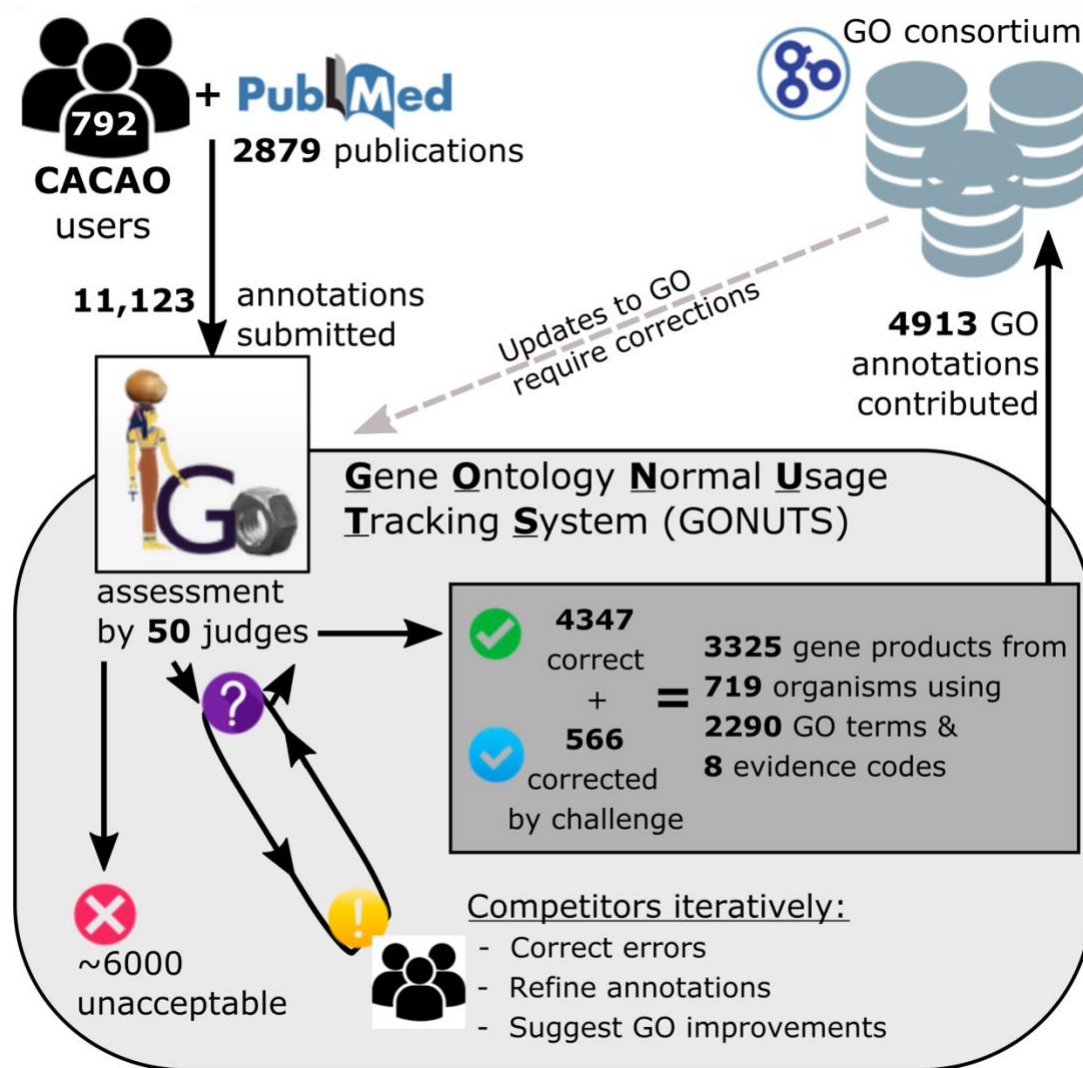 792
CACAO
users
+
PubMed
2879 publications
GO consortium
11,123
annotations
submitted
Updates to GO
require corrections
4913 GO
annotations
contributed
GO
Gene Ontology Normal Usage
Tracking System (GONUTS)
assessment
by 50 judges
?
4347
correct
+
566
corrected
by challenge
=
3325 gene products from
719 organisms using
2290 GO terms &
8 evidence codes
!
~6000
unacceptable
Competitors iteratively:
- Correct errors
- Refine annotations
- Suggest GO improvements